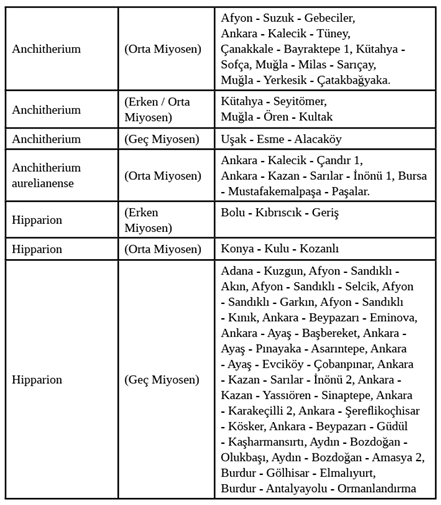 Anchitherium
(Orta Miyosen)
Afyon - Suzuk - Gebeciler,
Ankara - Kalecik - Tüney,
Çanakkale - Bayraktepe 1, Kütahya -
Sofça, Muğla - Milas - Sarıçay,
Muğla - Yerkesik - Çatakbağyaka.
Anchitherium
(Erken / Orta
Miyosen)
Kütahya - Seyitömer,
Muğla - Ören - Kultak
Anchitherium
(Geç Miyosen)
Uşak - Esme - Alacaköy
Anchitherium
aurelianense
(Orta Miyosen)
Ankara - Kalecik - Çandır 1,
Ankara - Kazan - Sarılar - İnönü 1, Bursa
- Mustafakemalpaşa - Paşalar.
Hipparion
(Erken
Miyosen)
Bolu - Kıbrıscık - Geriş
Hipparion
(Orta Miyosen)
Konya - Kulu - Kozanlı
Hipparion
(Geç Miyosen)
Adana - Kuzgun, Afyon - Sandıklı -
Akın, Afyon - Sandıklı - Selcik, Afyon
- Sandıklı - Garkın, Afyon - Sandıklı
- Kınık, Ankara - Beypazarı - Eminova,
Ankara - Ayaş - Başbereket, Ankara -
Ayaş - Pınayaka - Asarıntepe, Ankara
- Ayaş - Evciköy - Çobanpınar, Ankara
- Kazan - Sarılar - İnönü 2, Ankara -
Kazan - Yassıören - Sinaptepe, Ankara
- Karakeçilli 2, Ankara - Şereflikoçhisar
- Kösker, Ankara - Beypazarı - Güdül
- Kaşharmansırtı, Aydın - Bozdoğan -
Olukbaşı, Aydın - Bozdoğan - Amasya 2,
Burdur - Gölhisar - Elmalıyurt,
Burdur - Antalyayolu - Ormanlandırma